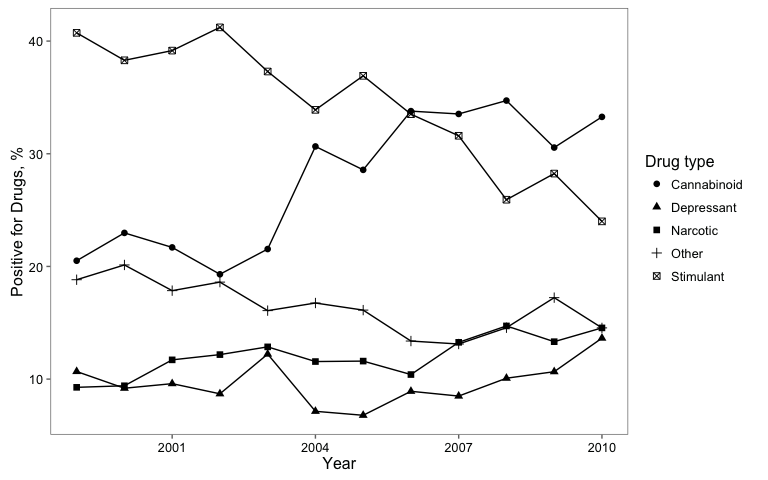 Positive for Drugs, %
40
30
20
10
2001
2004
2007
2010
Year
Drug type
Cannabinoid
Depressant
Narcotic
Other
Stimulant